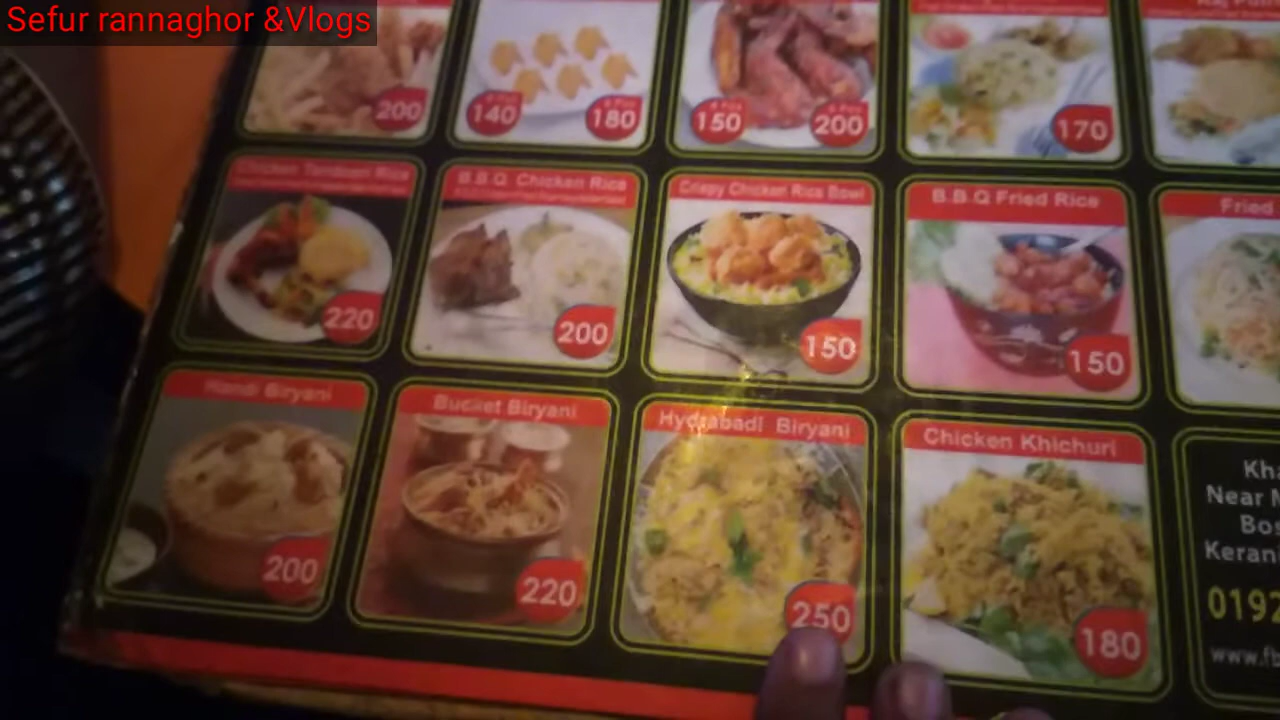 Sefur rannaghor &Vlogs
200
140
180
150
200
170
Chicken Tandoori Rice
220
B.B.Q. Chicken Rice
200
Crispy Chicken Rice Bowl
150
B.B.Q Fried Rice
150
Fried
Handi Biryani
200
Bucket Biryani
220
Hydrabadi Biryani
250
Chicken Khichuri
180
Near
Keran
0192
www.fb